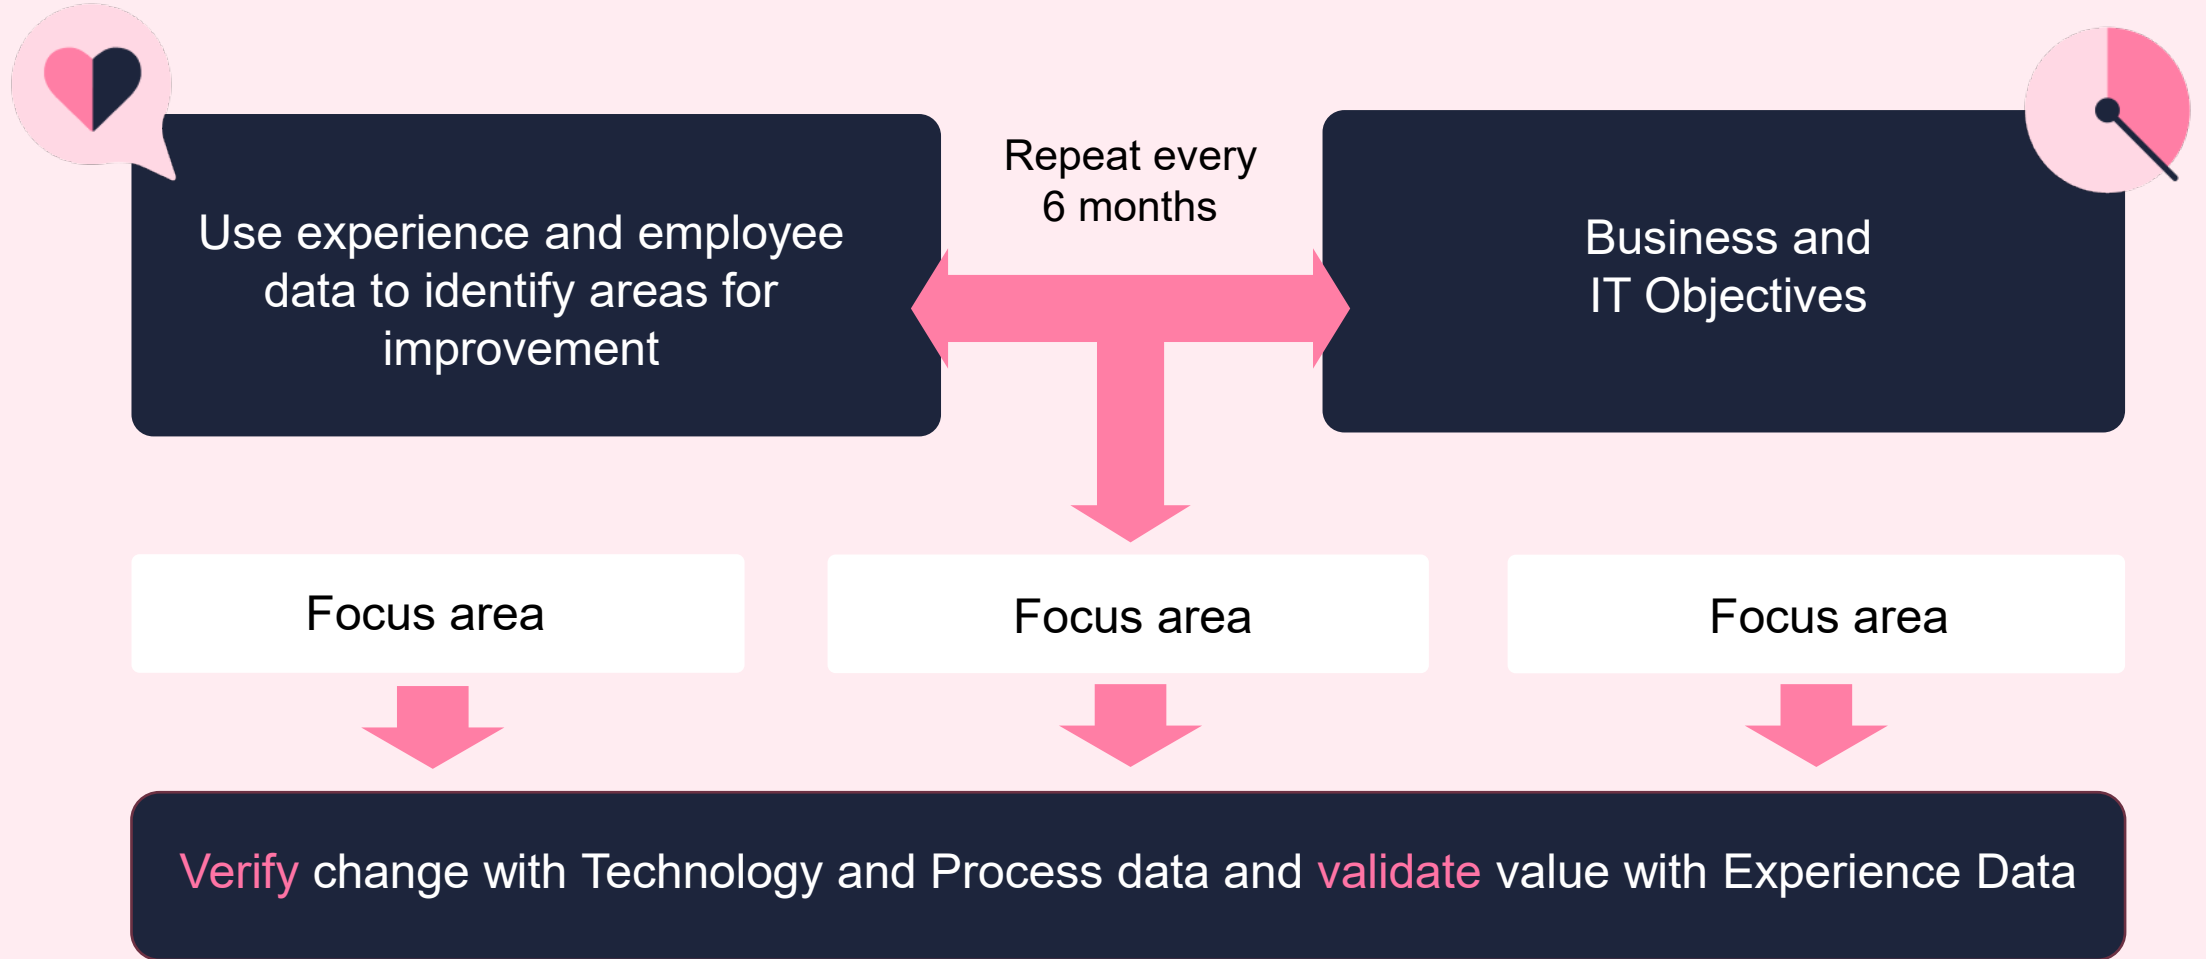 Use experience and employee
data to identify areas for
improvement
Repeat every
6 months
Business and
IT Objectives
Focus area
Focus area
Focus area
Verify change with Technology and Process data and validate value with Experience Data